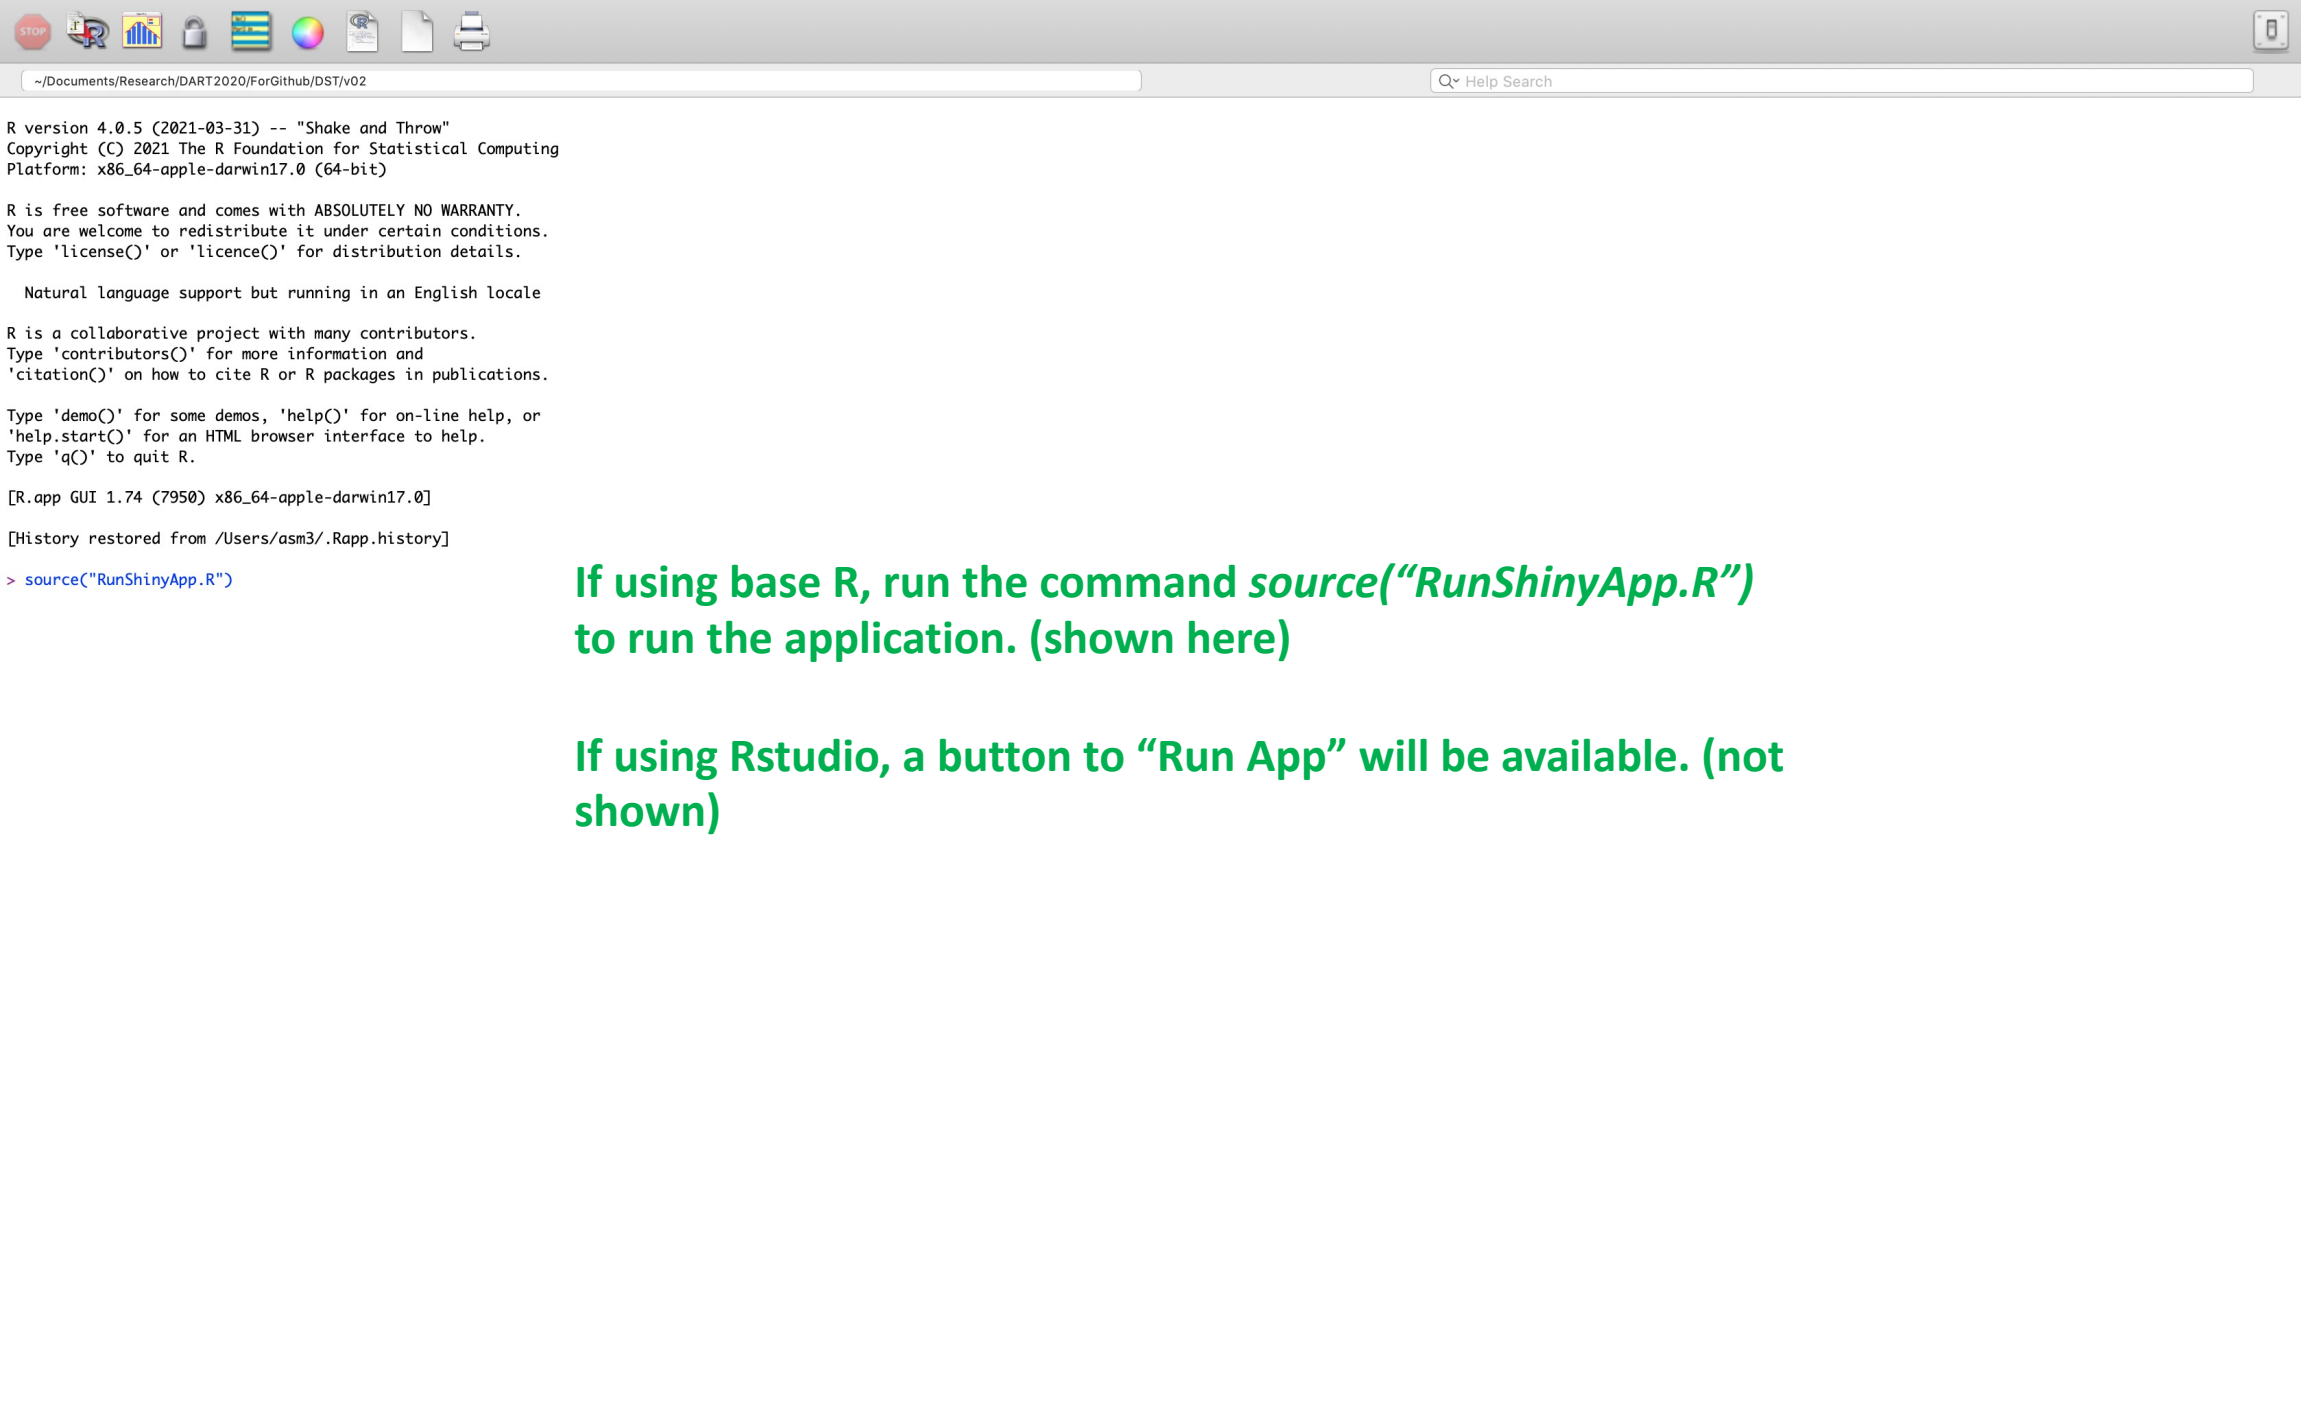 STOP
~/Documents/Research/DART2020/ForGithub/DST/v02
Help Search
R version 4.0.5 (2021-03-31) -- "Shake and Throw"
Copyright (C) 2021 The R Foundation for Statistical Computing
Platform: x86_64-apple-darwin17.0 (64-bit)
R is free software and comes with ABSOLUTELY NO WARRANTY.
You are welcome to redistribute it under certain conditions.
Type 'license()' or 'licence()' for distribution details.
Natural language support but running in an English locale
R is a collaborative project with many contributors.
Type 'contributors()' for more information and
'citation()' on how to cite R or R packages in publications.
Type 'demo()' for some demos, 'help()' for on-line help, or
'help.start()' for an HTML browser interface to help.
Type 'q()' to quit R.
[R.app GUI 1.74 (7950) x86_64-apple-darwin17.0]
[History restored from /Users/asm3/.Rapp.history]
> source("RunShinyApp.R")
If using base R, run the command source(“RunShinyApp.R”)
to run the application. (shown here)
If using Rstudio, a button to “Run App” will be available. (not
shown)